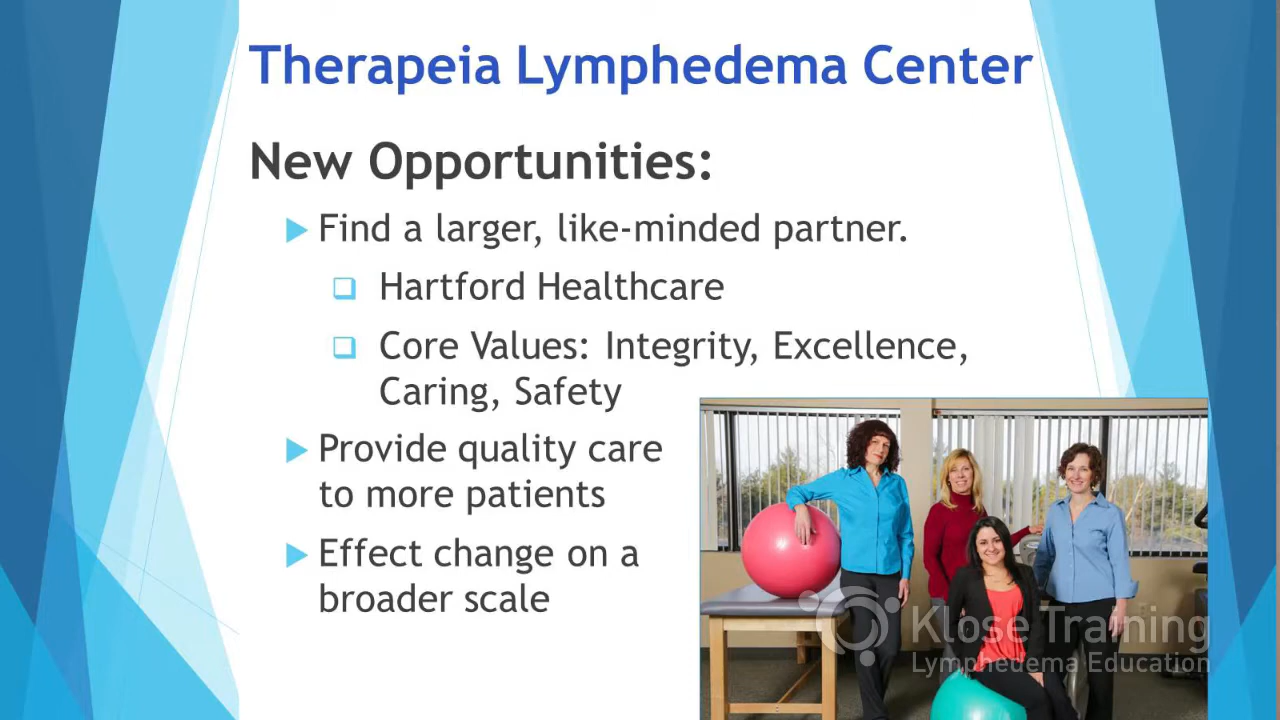 Therapeia Lymphedema Center
New Opportunities:
Find a larger, like-minded partner.
Hartford Healthcare
Core Values: Integrity, Excellence,
Caring, Safety
Provide quality care
to more patients
Effect change on a
broader scale
Klose Training
Lymphedema Education